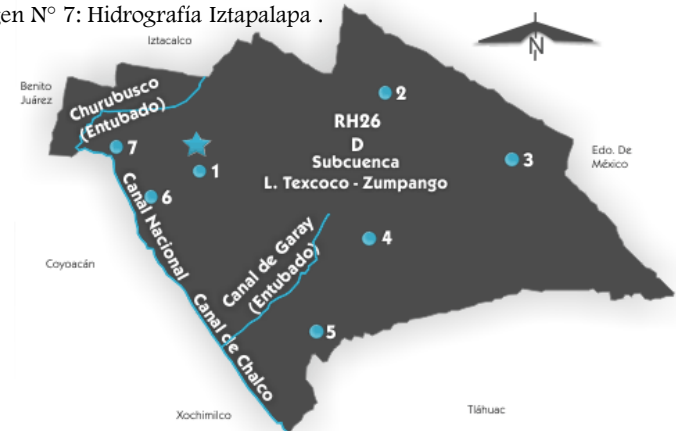 gen N° 7: Hidrografía Iztapalapa .
Iztacalco
N
Benito
Juárez
Churubusco
(Entubado)
2
RH26
D
Subcuenca
L. Texcoco - Zumpango
7
1
3
Edo. De
México
6
Canal Nacional
Canal de Garay
(Entubado)
4
Coyoacán
Canal de Chalco
5
Xochimilco
Tláhuac